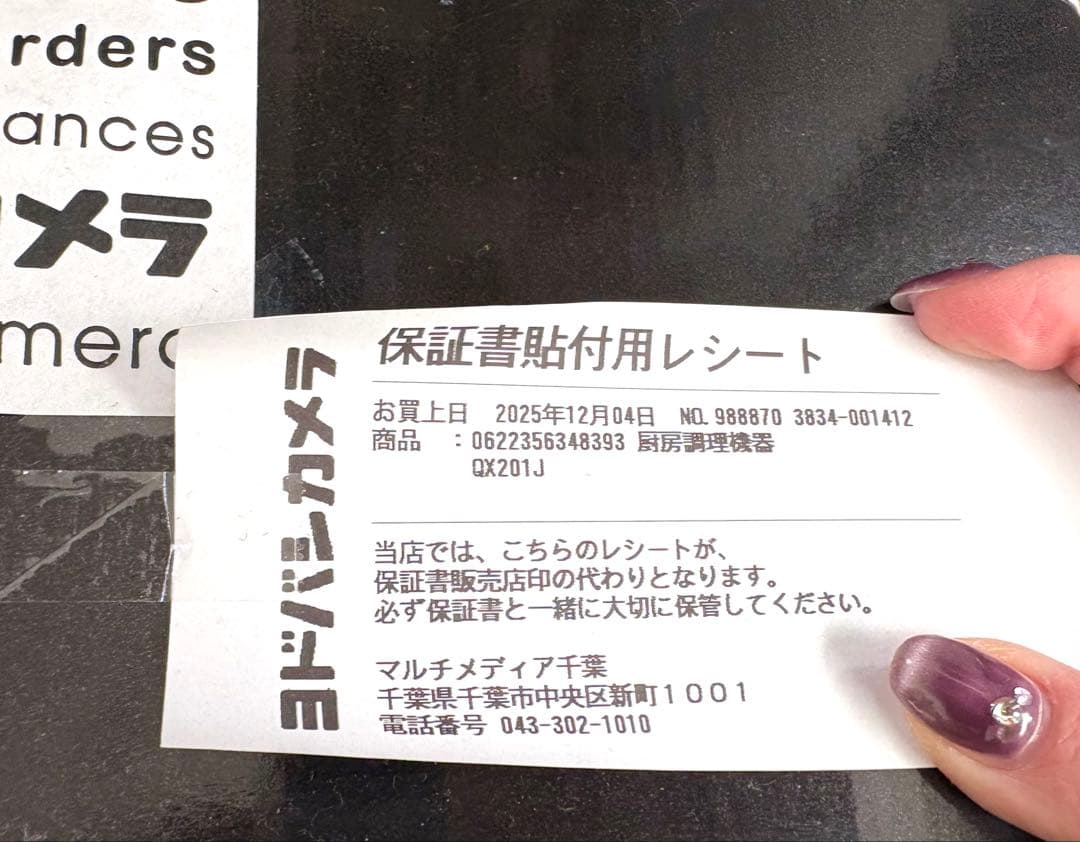 rders
ances
メラ
mera
ヨドバシカメラ
保証書貼付用レシート
お買上日 2025年12月04日 NO.988870 3834-001412
商品 :0622356348393 厨房調理機器
QX201J
当店では、こちらのレシートが、
保証書販売店印の代わりとなります。
必ず保証書と一緒に大切に保管してください。
マルチメディア千葉
千葉県千葉市中央区新町1001
電話番号 043-302-1010